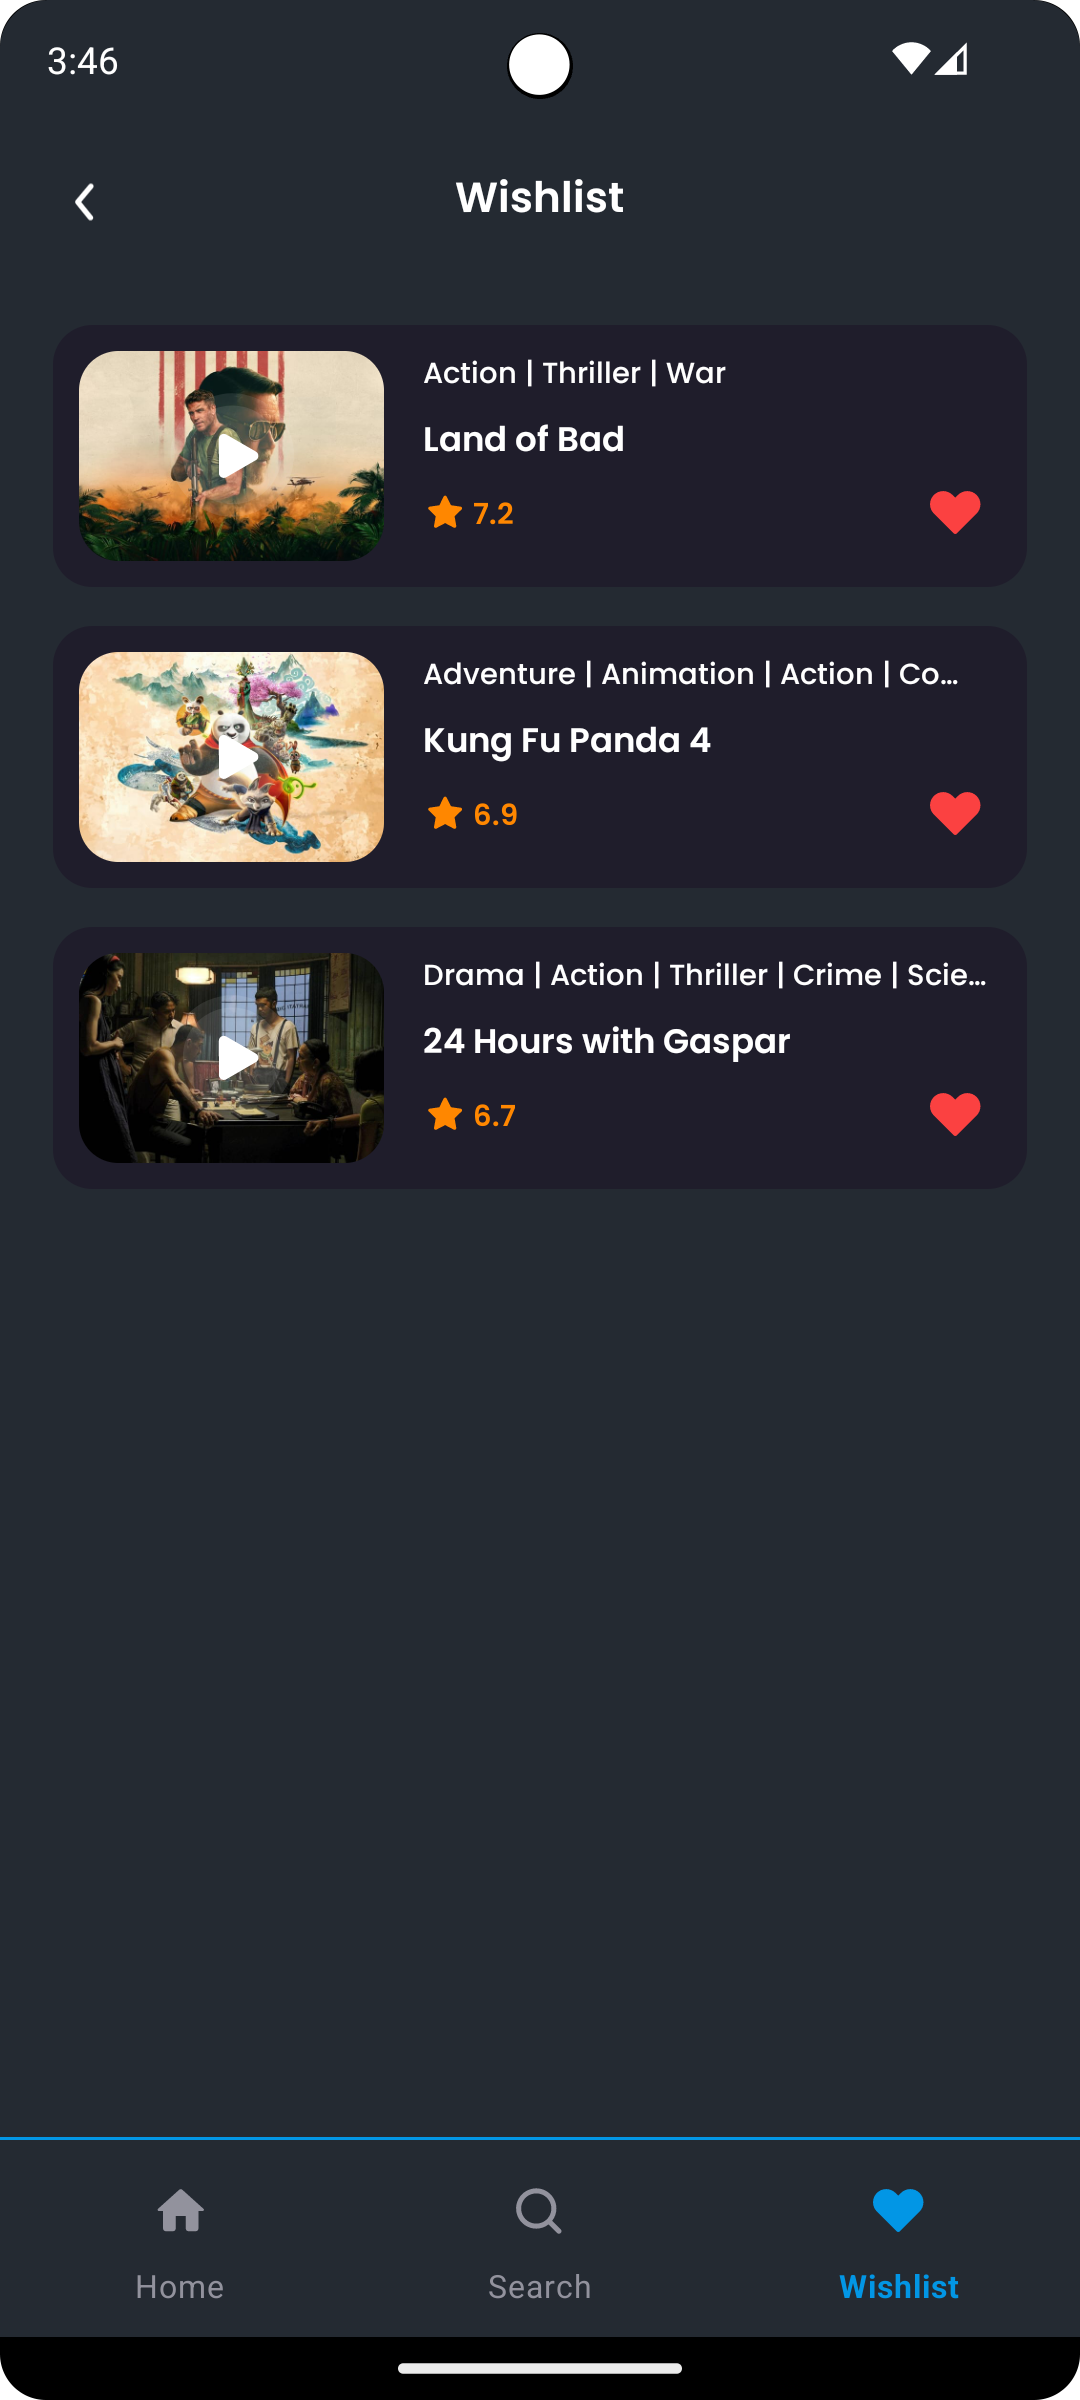 3:46
Wishlist
Action | Thriller | War
Land of Bad
7.2
Adventure | Animation | Action | Co...
Kung Fu Panda 4
6.9
Drama | Action | Thriller | Crime | Scie...
24 Hours with Gaspar
6.7
Home
Search
Wishlist